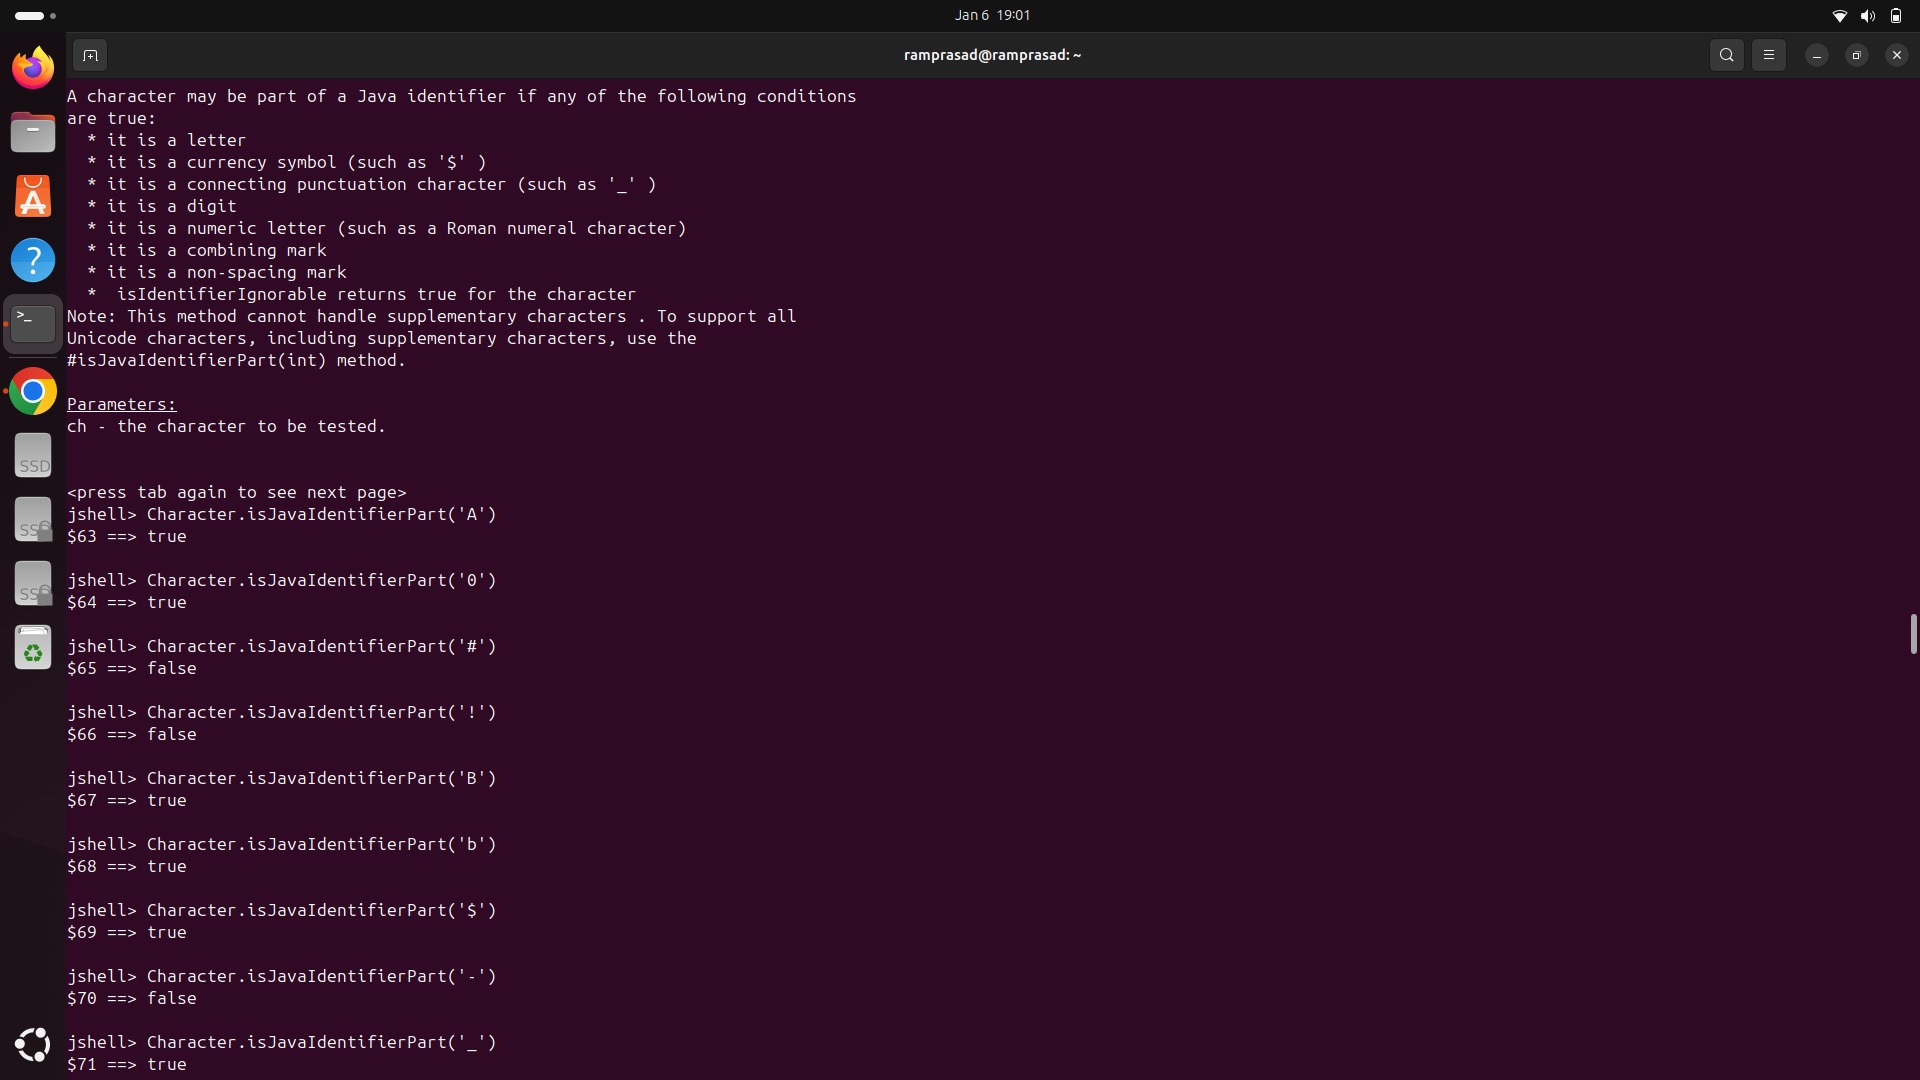 Jan 6 19:01
ramprasad@ramprasad: ~
A character may be part of a Java identifier if any of the following conditions
are true:
* it is a letter
* it is a currency symbol (such as '$' )
* it is a connecting punctuation character (such as '_' )
* it is a digit
* it is a numeric letter (such as a Roman numeral character)
* it is a combining mark
* it is a non-spacing mark
*  isIdentifierIgnorable returns true for the character
Note: This method cannot handle supplementary characters . To support all
Unicode characters, including supplementary characters, use the
#isJavaIdentifierPart(int) method.
Parameters:
ch - the character to be tested.
<press tab again to see next page>
jshell> Character.isJavaIdentifierPart('A')
$63 ==> true
jshell> Character.isJavaIdentifierPart('0')
$64 ==> true
jshell> Character.isJavaIdentifierPart('#')
$65 ==> false
jshell> Character.isJavaIdentifierPart('!')
$66 ==> false
jshell> Character.isJavaIdentifierPart('B')
$67 ==> true
jshell> Character.isJavaIdentifierPart('b')
$68 ==> true
jshell> Character.isJavaIdentifierPart('$')
$69 ==> true
jshell> Character.isJavaIdentifierPart('-')
$70 ==> false
jshell> Character.isJavaIdentifierPart('_')
$71 ==> true
>_
SSD
SS
SS